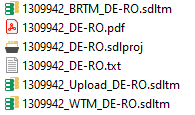 1309942_BRTM_DE-RO.sdltm
1309942_DE-RO.pdf
1309942_DE-RO.sdlproj
1309942_DE-RO.txt
1309942_Upload_DE-RO.sdltm
1309942_WTM_DE-RO.sdltm